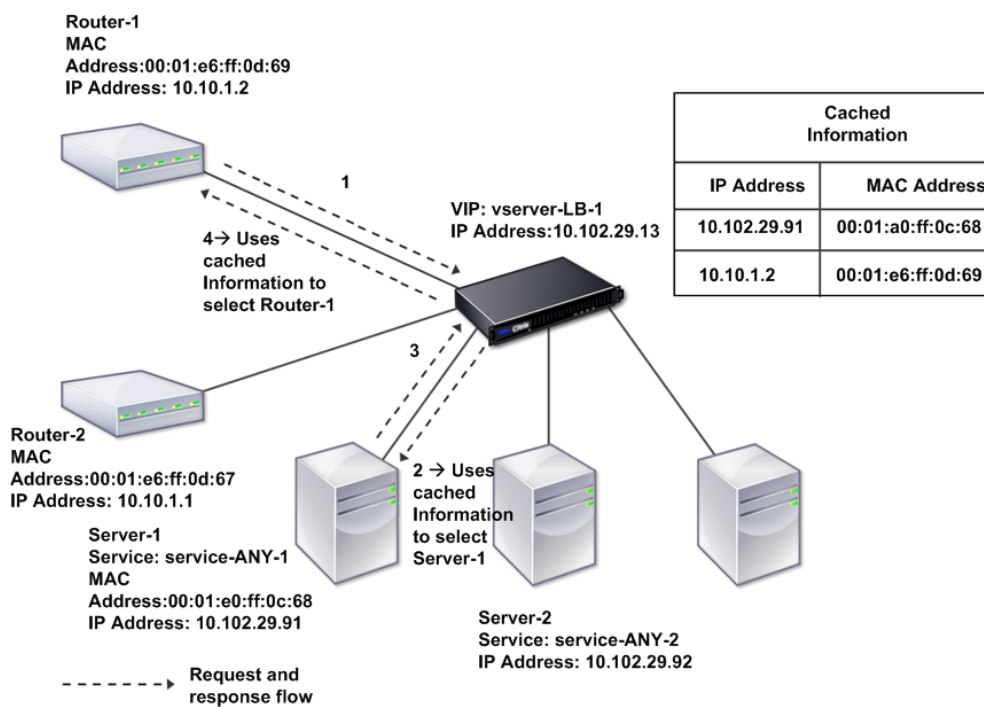 Router-1
MAC
Address:00:01:e6:ff:0d:69
IP Address: 10.10.1.2
1
4→ Uses
cached
Information to
select Router-1
VIP: vserver-LB-1
IP Address:10.102.29.13
Cached
Information
IP Address
MAC Address
10.102.29.91
00:01:a0:ff:0c:68
10.10.1.2
00:01:e6:ff:0d:69
Citrix
3
Router-2
MAC
Address:00:01:e6:ff:0d:67
IP Address: 10.10.1.1
2 → Uses
cached
Information
to select
Server-1
Server-1
Service: service-ANY-1
MAC
Address:00:01:e0:ff:0c:68
IP Address: 10.102.29.91
Server-2
Service: service-ANY-2
IP Address: 10.102.29.92
Request and
response flow